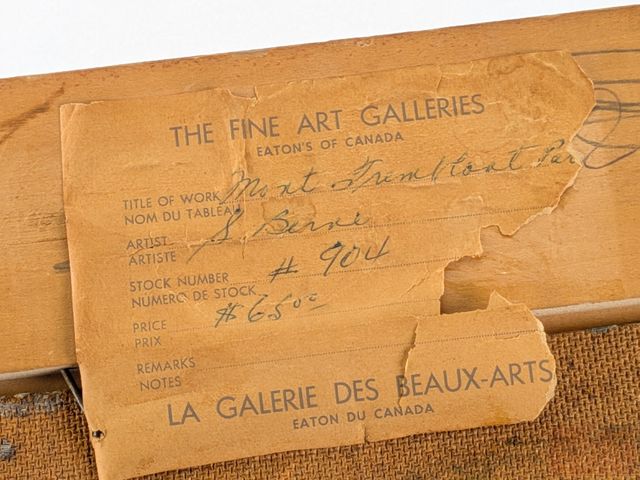 THE FINE ART GALLERIES
EATON'S OF CANADA
TITLE OF WORK Mont Tremblant Par
NOM DU TABLEAU
ARTIST S Berne
ARTISTE
STOCK NUMBER # 904
NUMÉRO DE STOCK
PRICE $65.00
PRIX
REMARKS
NOTES
LA GALERIE DES BEAUX-ARTS
EATON DU CANADA